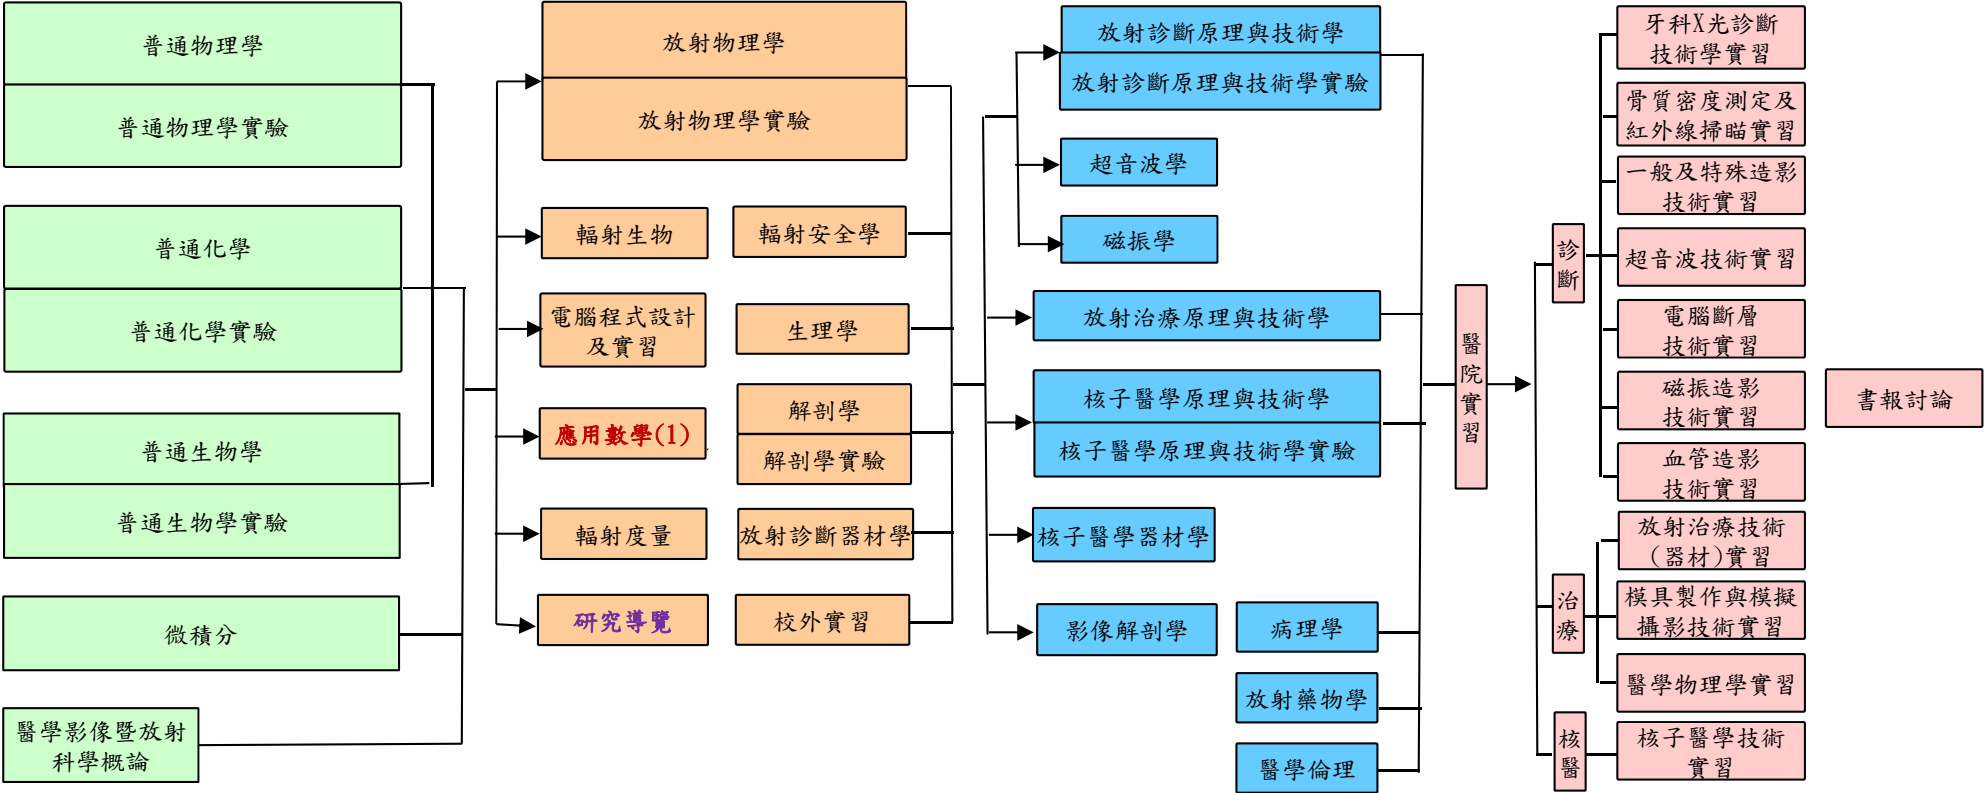 普通物理學
普通物理學實驗
普通化學
普通化學實驗
普通生物學
普通生物學實驗
微積分
醫學影像暨放射
科學概論
放射物理學
放射物理學實驗
輻射生物
輻射安全學
電腦程式設計
及實習
生理學
應用數學(1)
解剖學
解剖學實驗
輻射度量
放射診斷器材學
研究導覽
校外實習
放射診斷原理與技術學
放射診斷原理與技術學實驗
超音波學
磁振學
放射治療原理與技術學
核子醫學原理與技術學
核子醫學原理與技術學實驗
核子醫學器材學
影像解剖學
病理學
放射藥物學
醫學倫理
醫院實習
診斷
牙科X光診斷
技術學實習
骨質密度測定及
紅外線掃瞄實習
一般及特殊造影
技術實習
超音波技術實習
電腦斷層
技術實習
磁振造影
技術實習
血管造影
技術實習
治療
放射治療技術
(器材)實習
模具製作與模擬
攝影技術實習
醫學物理學實習
核醫
核子醫學技術
實習
書報討論